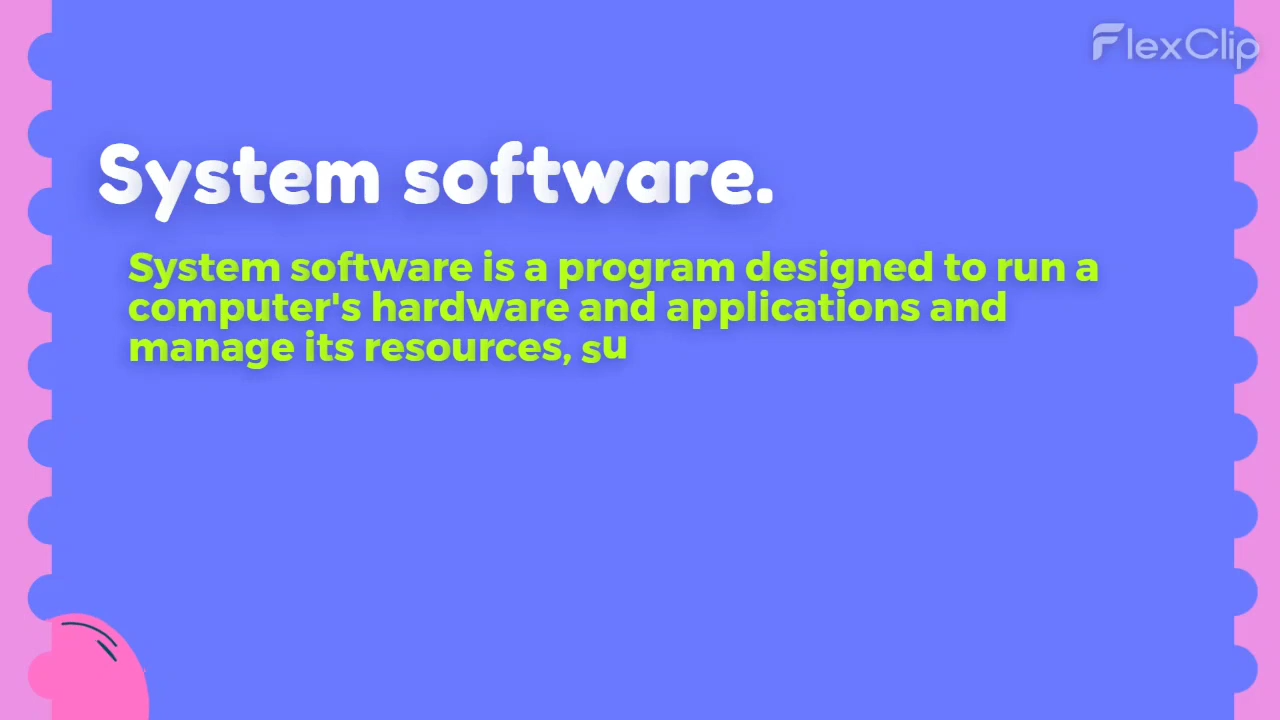 FlexClip
System software.
System software is a program designed to run a
computer's hardware and applications and
manage its resources, su